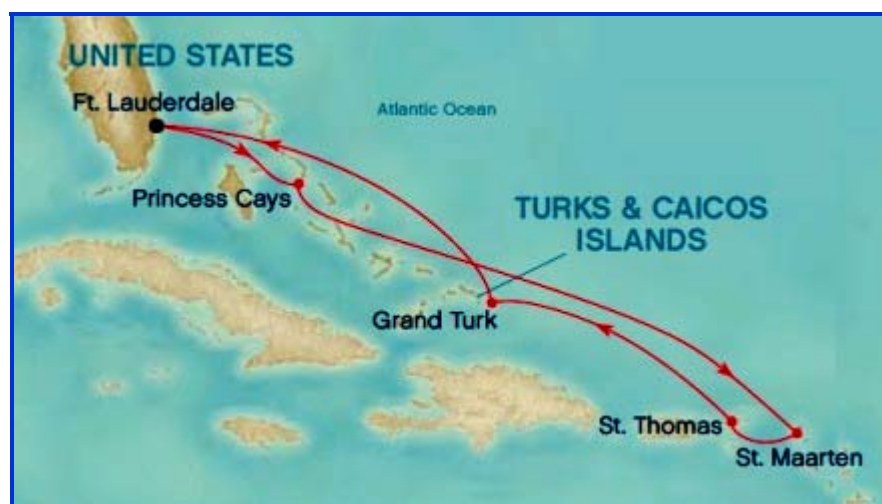 UNITED STATES
Ft. Lauderdale
Atlantic Ocean
Princess Cays
TURKS & CAICOS
ISLANDS
Grand Turk
St. Thomas
St. Maarten